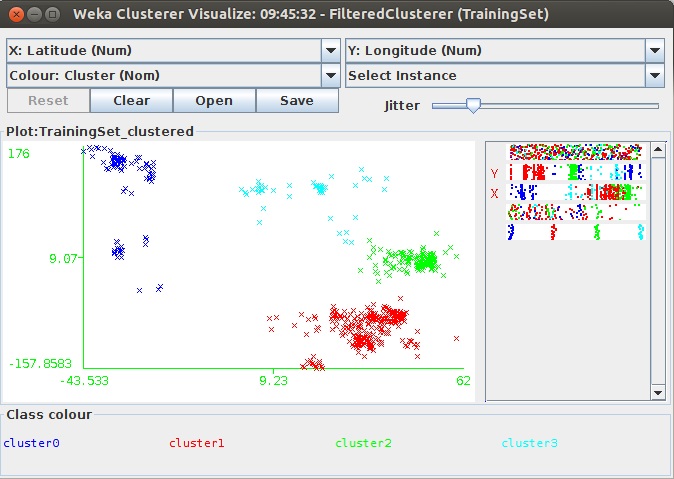 Weka Clusterer Visualize: 09:45:32 - FilteredClusterer (TrainingSet)
X: Latitude (Num) Y: Longitude (Num)
Colour: Cluster (Nom) Select Instance
Reset Clear Open Save Jitter
Plot:TrainingSet_clustered
176
9.07
-157.8583
-43.533 9.23 62
Y
X
Class colour
cluster0 cluster1 cluster2 cluster3